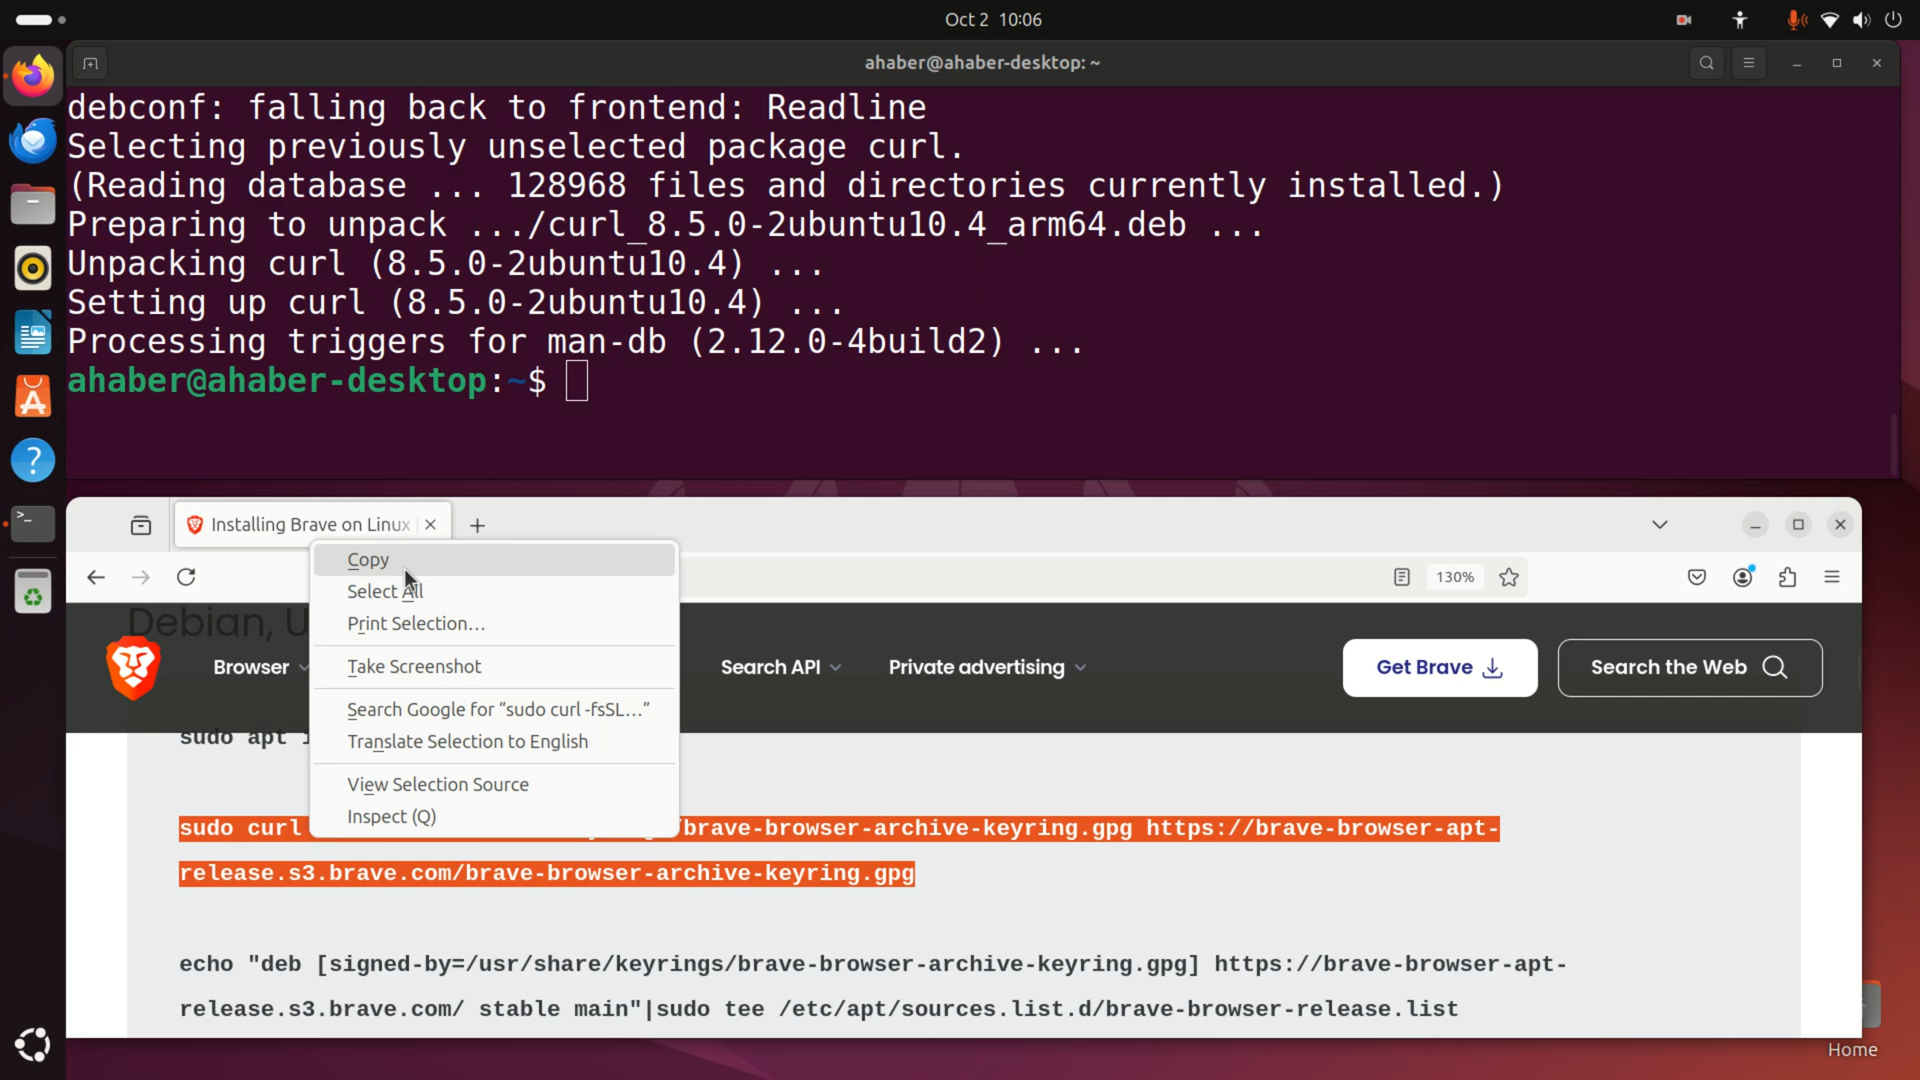 Oct 2 10:06
ahaber@ahaber-desktop: ~
debconf: falling back to frontend: Readline
Selecting previously unselected package curl.
(Reading database ... 128968 files and directories currently installed.)
Preparing to unpack .../curl_8.5.0-2ubuntu10.4_arm64.deb ...
Unpacking curl (8.5.0-2ubuntu10.4) ...
Setting up curl (8.5.0-2ubuntu10.4) ...
Processing triggers for man-db (2.12.0-4build2) ...
ahaber@ahaber-desktop:~$
Installing Brave on Linux
130%
Copy
Select All
Print Selection...
Take Screenshot
Search Google for “sudo curl -fsSL...”
Translate Selection to English
View Selection Source
Inspect (Q)
Debian, U
Browser
Search API
Private advertising
Get Brave
Search the Web
sudo apt
sudo curl /brave-browser-archive-keyring.gpg https://brave-browser-apt-
release.s3.brave.com/brave-browser-archive-keyring.gpg
echo "deb [signed-by=/usr/share/keyrings/brave-browser-archive-keyring.gpg] https://brave-browser-apt-
release.s3.brave.com/ stable main"|sudo tee /etc/apt/sources.list.d/brave-browser-release.list
Home